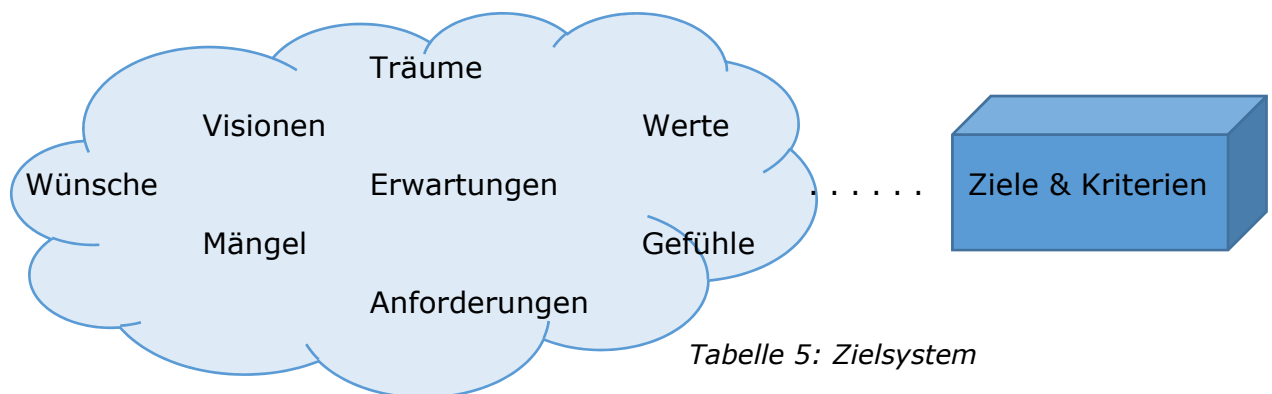 Träume
Visionen Werte
Wünsche Erwartungen . . . . . . Ziele & Kriterien
Mängel Gefühle
Anforderungen
Tabelle 5: Zielsystem